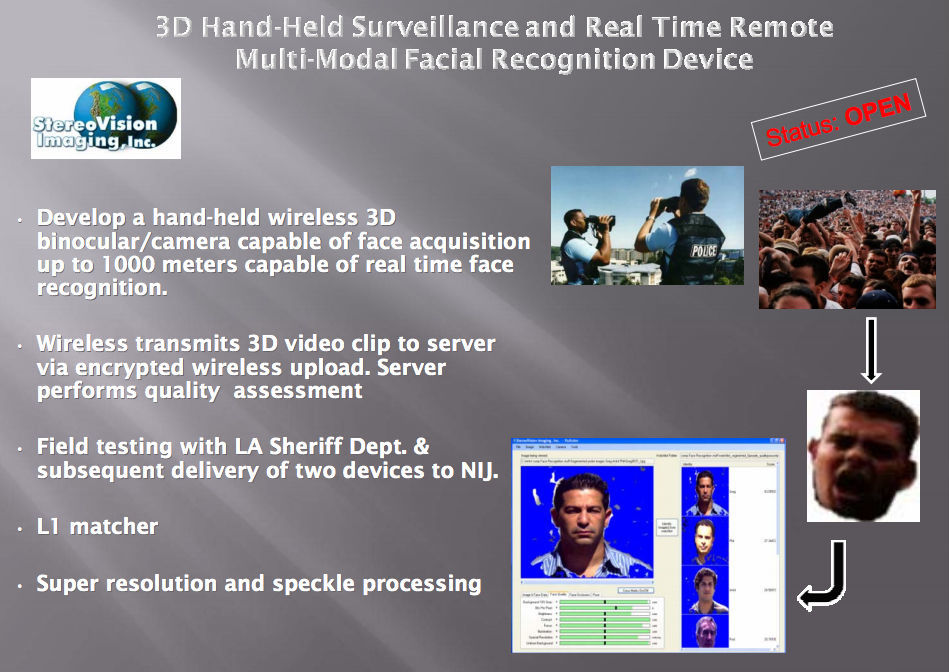 3D Hand-Held Surveillance and Real Time Remote
Multi-Modal Facial Recognition Device
StereoVision
Imaging, Inc.
Status: OPEN
POLICE
• Develop a hand-held wireless 3D
binocular/camera capable of face acquisition
up to 1000 meters capable of real time face
recognition.
• Wireless transmits 3D video clip to server
via encrypted wireless upload. Server
performs quality assessment
• Field testing with LA Sheriff Dept. &
subsequent delivery of two devices to NIJ.
• L1 matcher
• Super resolution and speckle processing